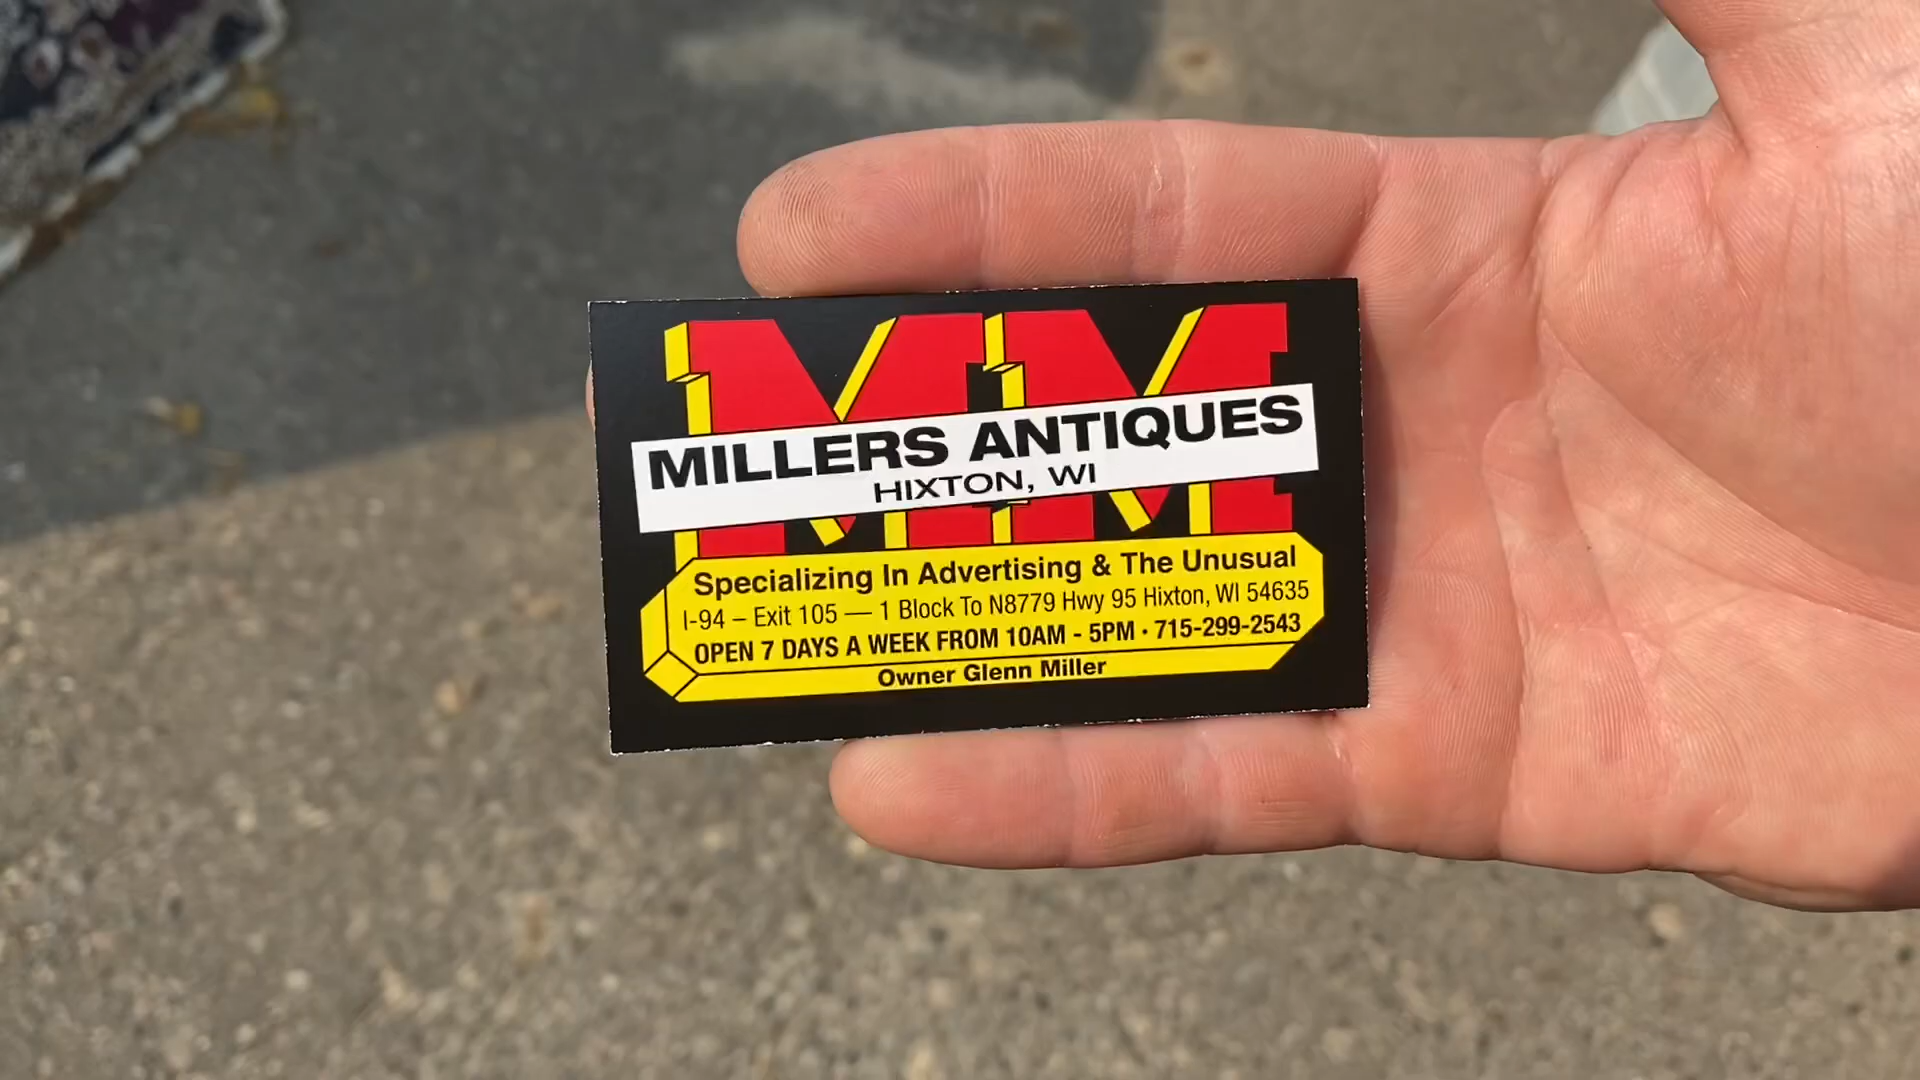 MM
MILLERS ANTIQUES
HIXTON, WI
Specializing In Advertising & The Unusual
I-94 – Exit 105 — 1 Block To N8779 Hwy 95 Hixton, WI 54635
OPEN 7 DAYS A WEEK FROM 10AM - 5PM · 715-299-2543
Owner Glenn Miller